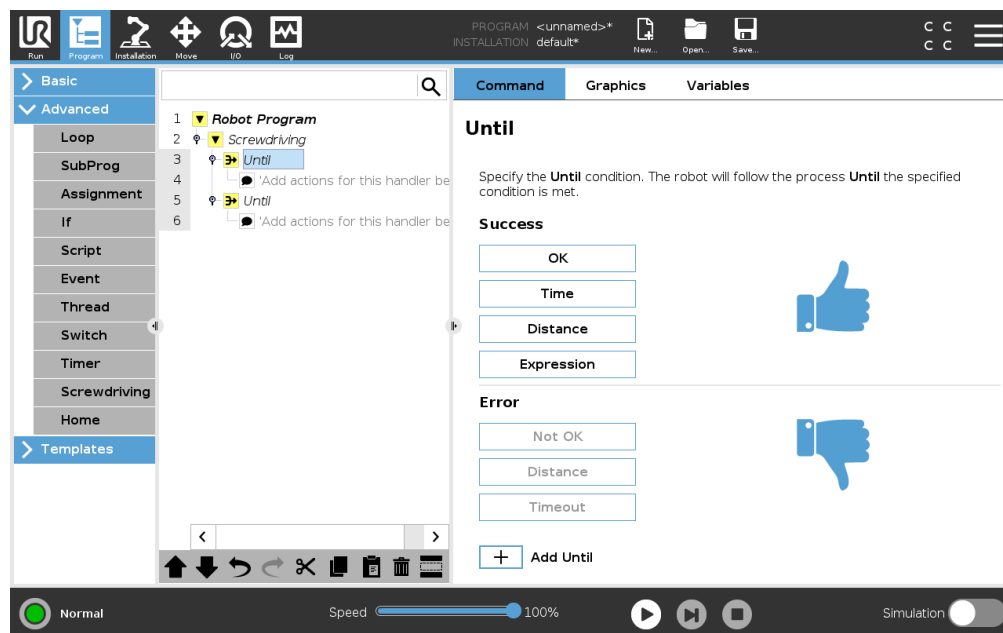 PROGRAM <unnamed>*
INSTALLATION default*
UR
Run
Program
Installation
Move
I/O
Log
New...
Open...
Save...
C C
C C
Basic
Advanced
Loop
SubProg
Assignment
If
Script
Event
Thread
Switch
Timer
Screwdriving
Home
Templates
1 Robot Program
2 Screwdriving
3 Until
4 'Add actions for this handler be
5 Until
6 'Add actions for this handler be
Command Graphics Variables
Until
Specify the Until condition. The robot will follow the process Until the specified
condition is met.
Success
OK
Time
Distance
Expression
Error
Not OK
Distance
Timeout
+ Add Until
Normal
Speed 100%
Simulation